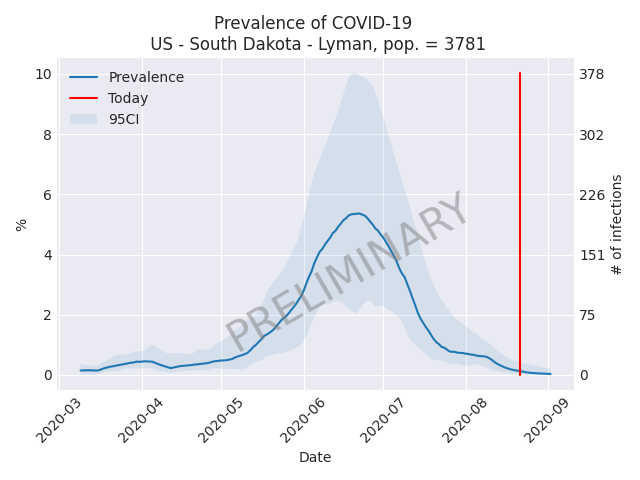 Prevalence of COVID-19
US - South Dakota - Lyman, pop. = 3781
Prevalence
Today
95CI
10
8
6
4
2
0
%
378
302
226
151
75
0
# of infections
PRELIMINARY
2020-03
2020-04
2020-05
2020-06
2020-07
2020-08
2020-09
Date